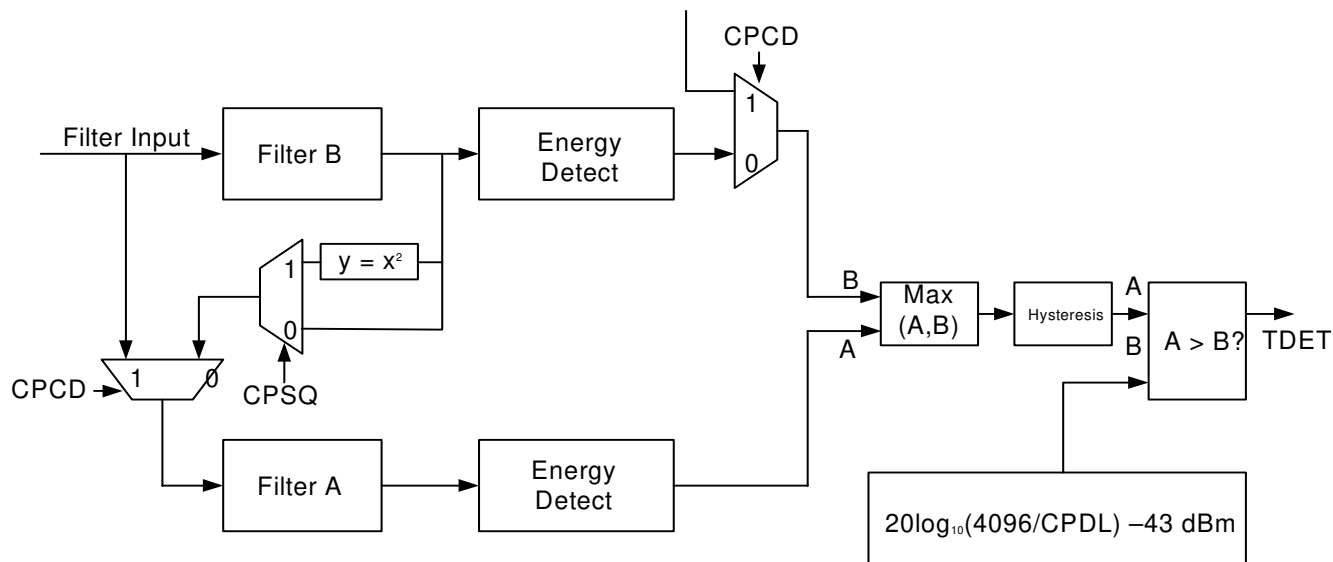 CPCD
1
0
Filter Input
Filter B
Energy
Detect
y = x²
1
0
CPSQ
1
0
CPCD
Filter A
Energy
Detect
B
A
Max
(A,B)
Hysteresis
A
B
A > B?
TDET
20log₁₀(4096/CPDL) –43 dBm